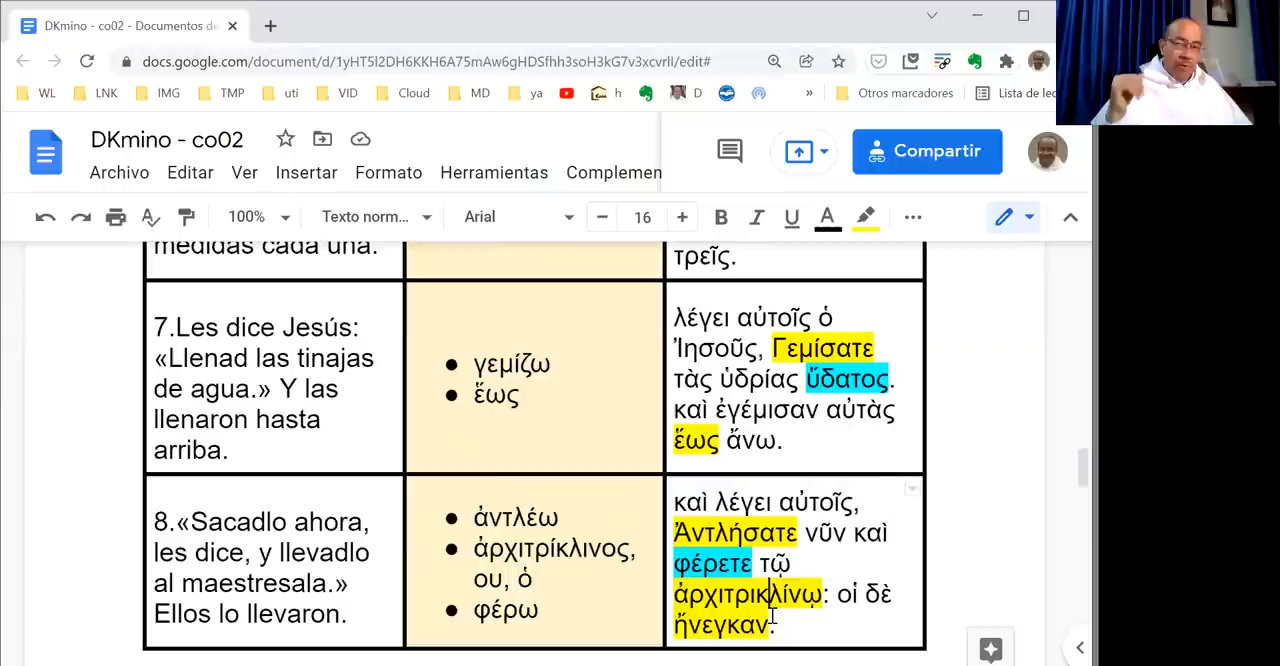 DKmino - co02 - Documentos de
docs.google.com/document/d/1yHT5I2DH6KKH6A75mAw6gHDSfhh3soH3kG7v3xcvrII/edit#
WL LNK IMG TMP uti VID Cloud MD ya h D » Otros marcadores Lista de lec
DKmino - co02
Compartir
Archivo Editar Ver Insertar Formato Herramientas Complemen
100% Texto norm... Arial 16 B I U A
medidas cada una.
τρεῖς.
7.Les dice Jesús:
«Llenad las tinajas
de agua.» Y las
llenaron hasta
arriba.
● γεμίζω
● ἕως
λέγει αὐτοῖς ὁ
Ἰησοῦς, Γεμίσατε
τὰς ὑδρίας ὕδατος.
καὶ ἐγέμισαν αὐτὰς
ἕως ἄνω.
8.«Sacadlo ahora,
les dice, y llevadlo
al maestresala.»
Ellos lo llevaron.
● ἀντλέω
● ἀρχιτρίκλινος,
ου, ὁ
● φέρω
καὶ λέγει αὐτοῖς,
Ἀντλήσατε νῦν καὶ
φέρετε τῷ
ἀρχιτρικλίνῳ: οἱ δὲ
ἤνεγκαν.